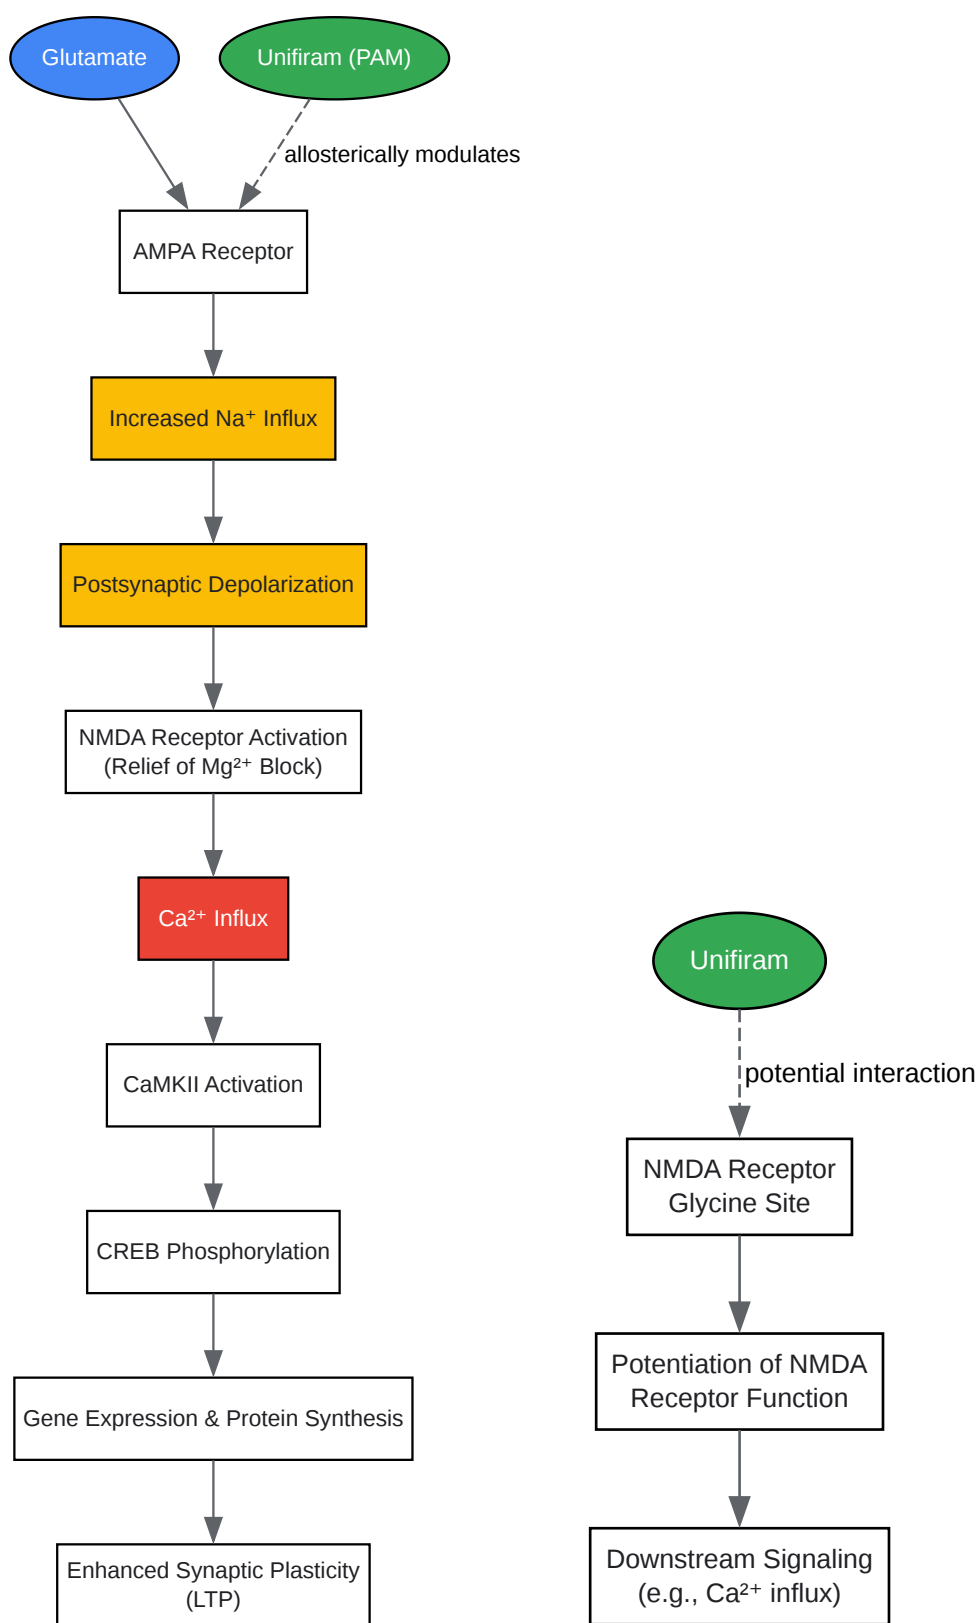 Glutamate
Unifiram (PAM)
allosterically modulates
AMPA Receptor
Increased Na⁺ Influx
Postsynaptic Depolarization
NMDA Receptor Activation
(Relief of Mg²⁺ Block)
Ca²⁺ Influx
CaMKII Activation
CREB Phosphorylation
Gene Expression & Protein Synthesis
Enhanced Synaptic Plasticity
(LTP)
Unifiram
potential interaction
NMDA Receptor
Glycine Site
Potentiation of NMDA
Receptor Function
Downstream Signaling
(e.g., Ca²⁺ influx)